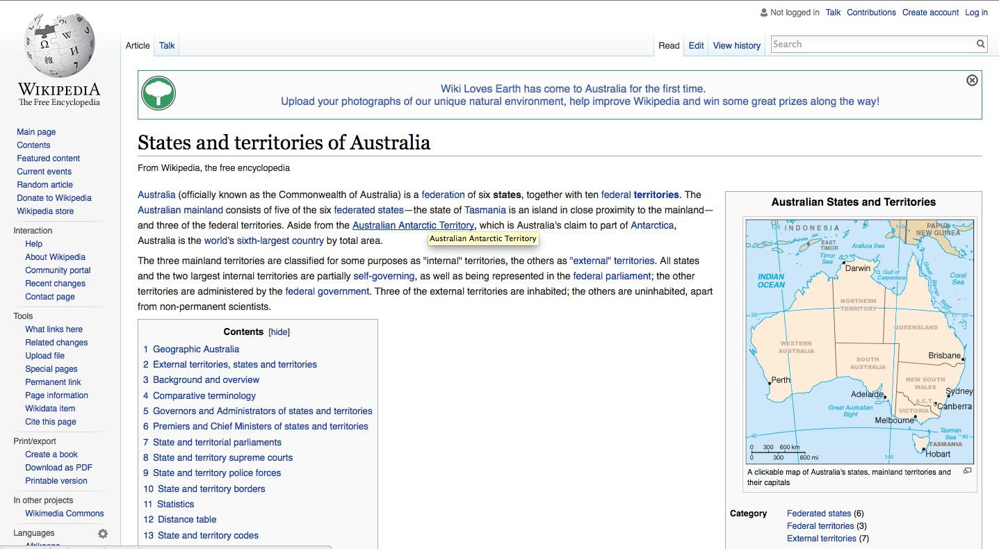 Not logged in Talk Contributions Create account Log in
Article Talk Read Edit View history Search
WIKIPEDIA
The Free Encyclopedia
Main page
Contents
Featured content
Current events
Random article
Donate to Wikipedia
Wikipedia store
Interaction
Help
About Wikipedia
Community portal
Recent changes
Contact page
Tools
What links here
Related changes
Upload file
Special pages
Permanent link
Page information
Wikidata item
Cite this page
Print/export
Create a book
Download as PDF
Printable version
In other projects
Wikimedia Commons
Languages
Afrikaans
Wiki Loves Earth has come to Australia for the first time.
Upload your photographs of our unique natural environment, help improve Wikipedia and win some great prizes along the way!
States and territories of Australia
From Wikipedia, the free encyclopedia
Australia (officially known as the Commonwealth of Australia) is a federation of six states, together with ten federal territories. The
Australian mainland consists of five of the six federated states—the state of Tasmania is an island in close proximity to the mainland—
and three of the federal territories. Aside from the Australian Antarctic Territory, which is Australia's claim to part of Antarctica,
Australia is the world's sixth-largest country by total area.
Australian Antarctic Territory
The three mainland territories are classified for some purposes as "internal" territories, the others as "external" territories. All states
and the two largest internal territories are partially self-governing, as well as being represented in the federal parliament; the other
territories are administered by the federal government. Three of the external territories are inhabited; the others are uninhabited, apart
from non-permanent scientists.
Contents [hide]
1 Geographic Australia
2 External territories, states and territories
3 Background and overview
4 Comparative terminology
5 Governors and Administrators of states and territories
6 Premiers and Chief Ministers of states and territories
7 State and territorial parliaments
8 State and territory supreme courts
9 State and territory police forces
10 State and territory borders
11 Statistics
12 Distance table
13 State and territory codes
Australian States and Territories
120 INDONESIA 140 PAPUA
NEW GUINEA
EAST
TIMOR
Arafura Sea
Timor
Sea
Darwin
Gulf of
Carpentaria
INDIAN
OCEAN
Great Barrier Reef
Coral
Sea
NORTHERN
TERRITORY
20 20
QUEENSLAND
WESTERN
AUSTRALIA
SOUTH
AUSTRALIA
Brisbane
Perth
NEW SOUTH
WALES
Adelaide
Sydney
A.C.T.
Canberra
Great Australian
Bight
VICTORIA
Melbourne
Tasman
Sea
40 40
TASMANIA
Hobart
0 300 600 km
0 300 600 mi
140
A clickable map of Australia's states, mainland territories and
their capitals
Category Federated states (6)
Federal territories (3)
External territories (7)